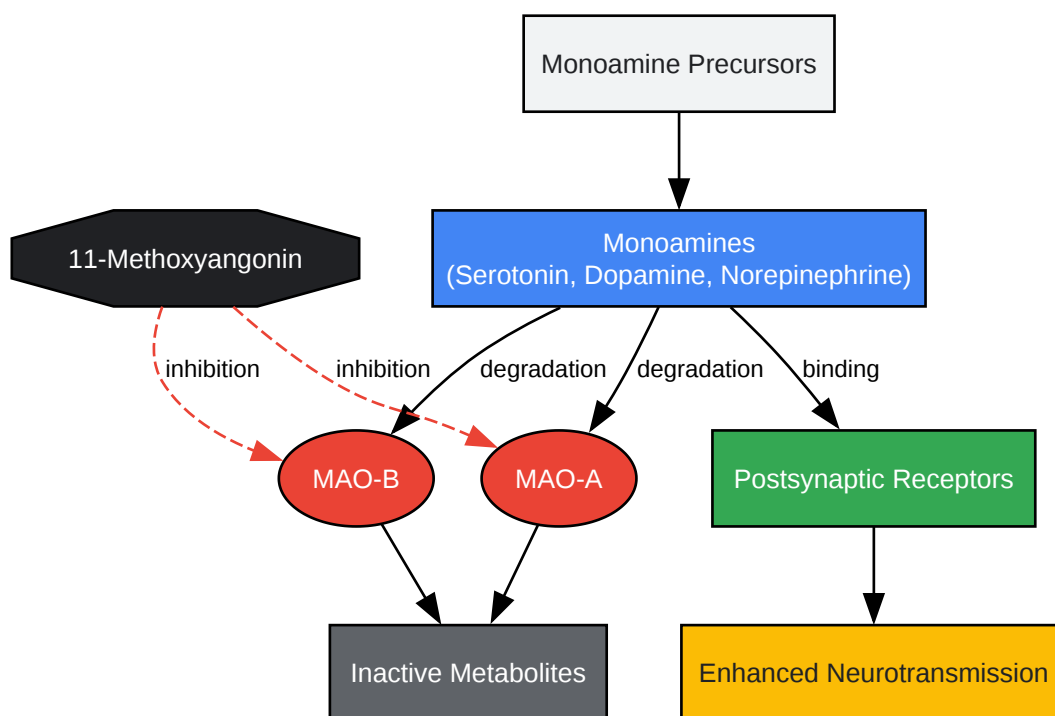 Monoamine Precursors
11-Methoxyangonin
Monoamines
(Serotonin, Dopamine, Norepinephrine)
inhibition
inhibition
degradation
degradation
binding
MAO-B
MAO-A
Postsynaptic Receptors
Inactive Metabolites
Enhanced Neurotransmission